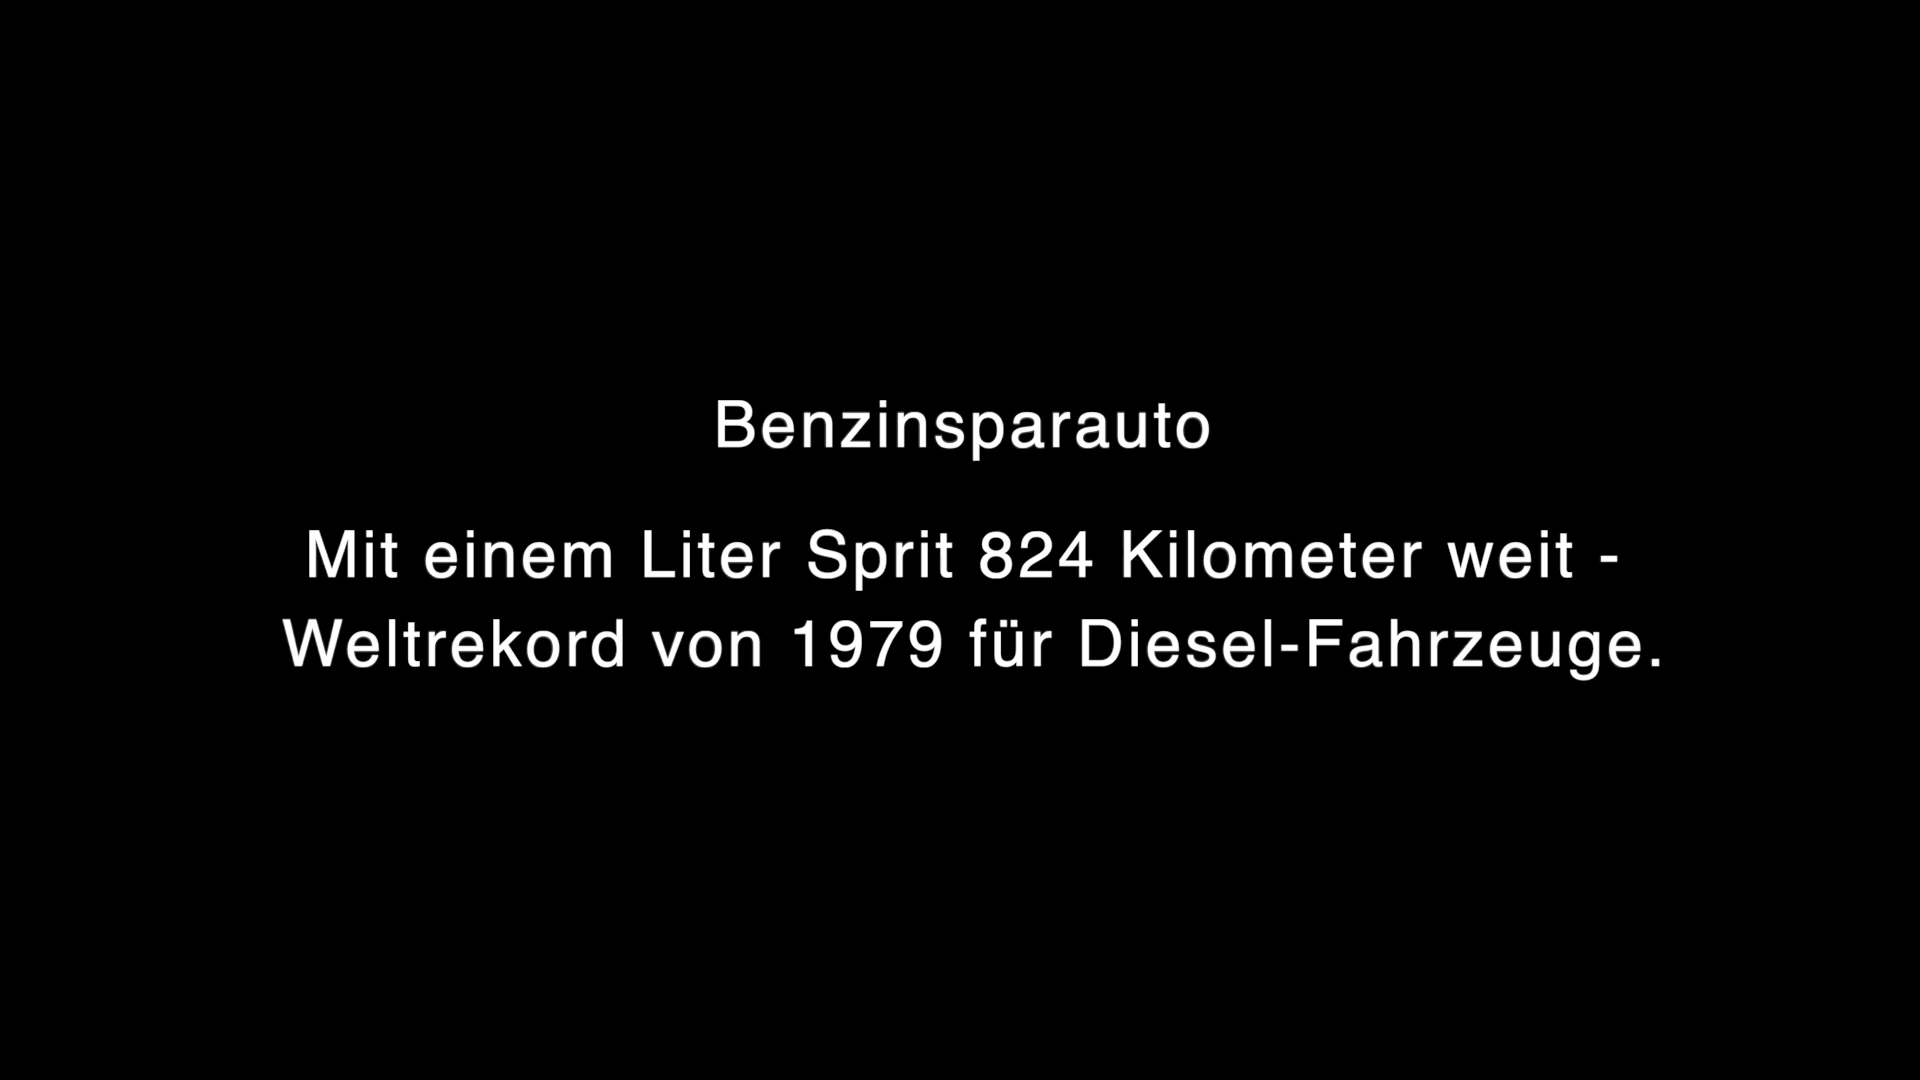 Benzinsparauto
Mit einem Liter Sprit 824 Kilometer weit -
Weltrekord von 1979 für Diesel-Fahrzeuge.